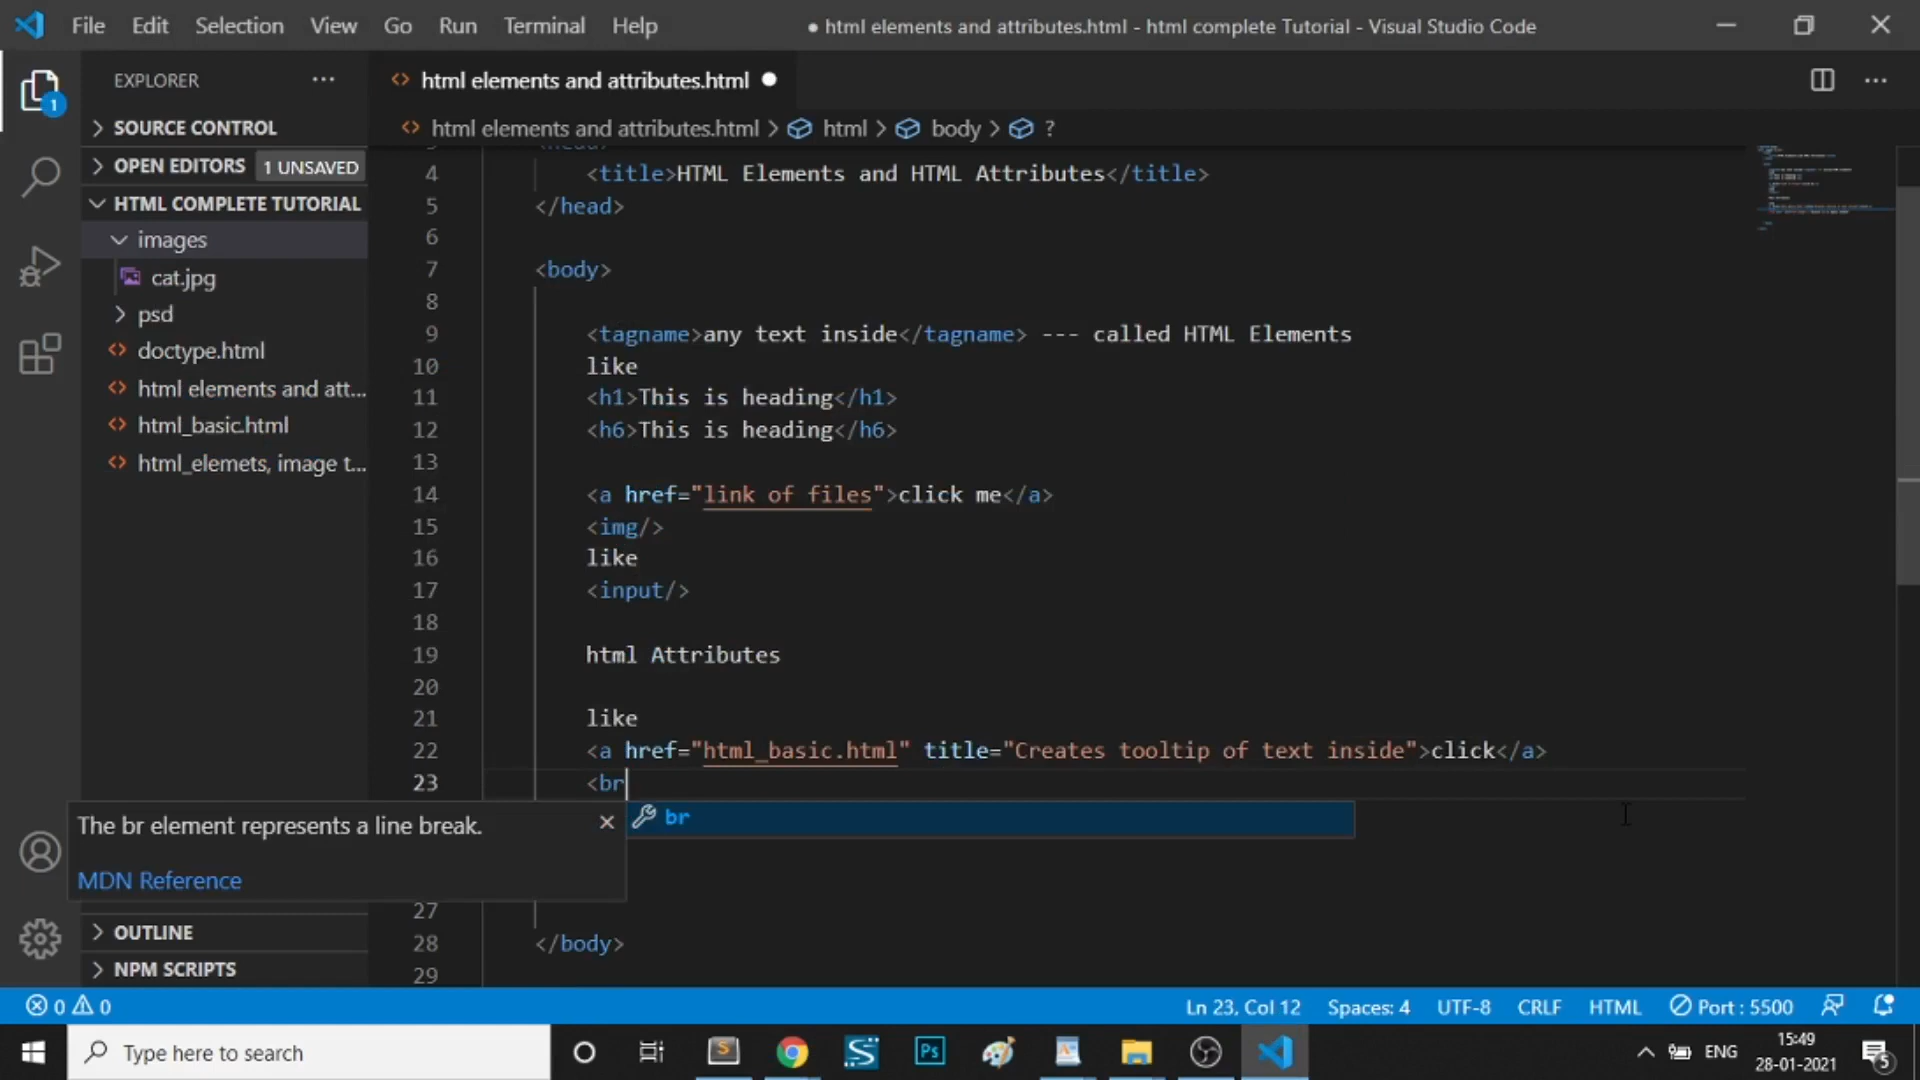 File Edit Selection View Go Run Terminal Help
● html elements and attributes.html - html complete Tutorial - Visual Studio Code
EXPLORER
1
SOURCE CONTROL
OPEN EDITORS 1 UNSAVED
HTML COMPLETE TUTORIAL
images
cat.jpg
psd
doctype.html
html elements and att...
html_basic.html
html_elemets, image t...
OUTLINE
NPM SCRIPTS
html elements and attributes.html
html elements and attributes.html > html > body > ?
3 <head>
4 <title>HTML Elements and HTML Attributes</title>
5 </head>
6
7 <body>
8
9 <tagname>any text inside</tagname> --- called HTML Elements
10 like
11 <h1>This is heading</h1>
12 <h6>This is heading</h6>
13
14 <a href="link of files">click me</a>
15 <img/>
16 like
17 <input/>
18
19 html Attributes
20
21 like
22 <a href="html_basic.html" title="Creates tooltip of text inside">click</a>
23 <br
br
The br element represents a line break.
MDN Reference
27
28 </body>
29
0 0
Ln 23, Col 12 Spaces: 4 UTF-8 CRLF HTML Port : 5500
Type here to search
S
S
Ps
ENG
15:49
28-01-2021
5